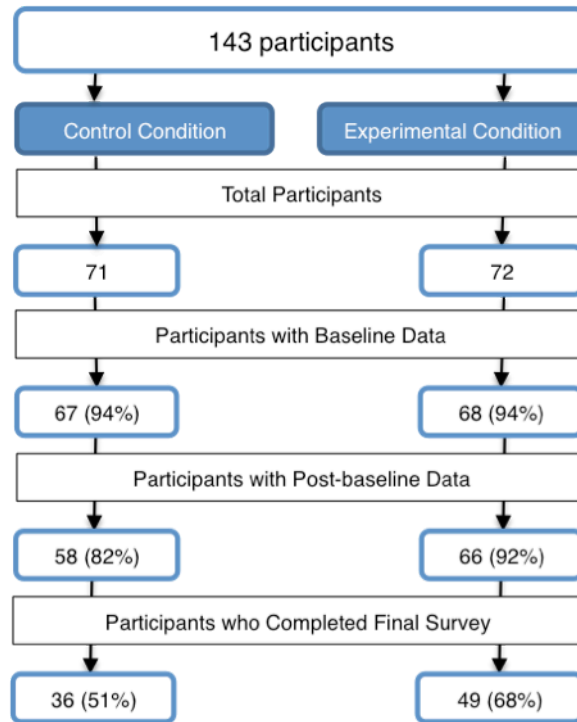 143 participants
Control Condition
Experimental Condition
Total Participants
71
72
Participants with Baseline Data
67 (94%)
68 (94%)
Participants with Post-baseline Data
58 (82%)
66 (92%)
Participants who Completed Final Survey
36 (51%)
49 (68%)